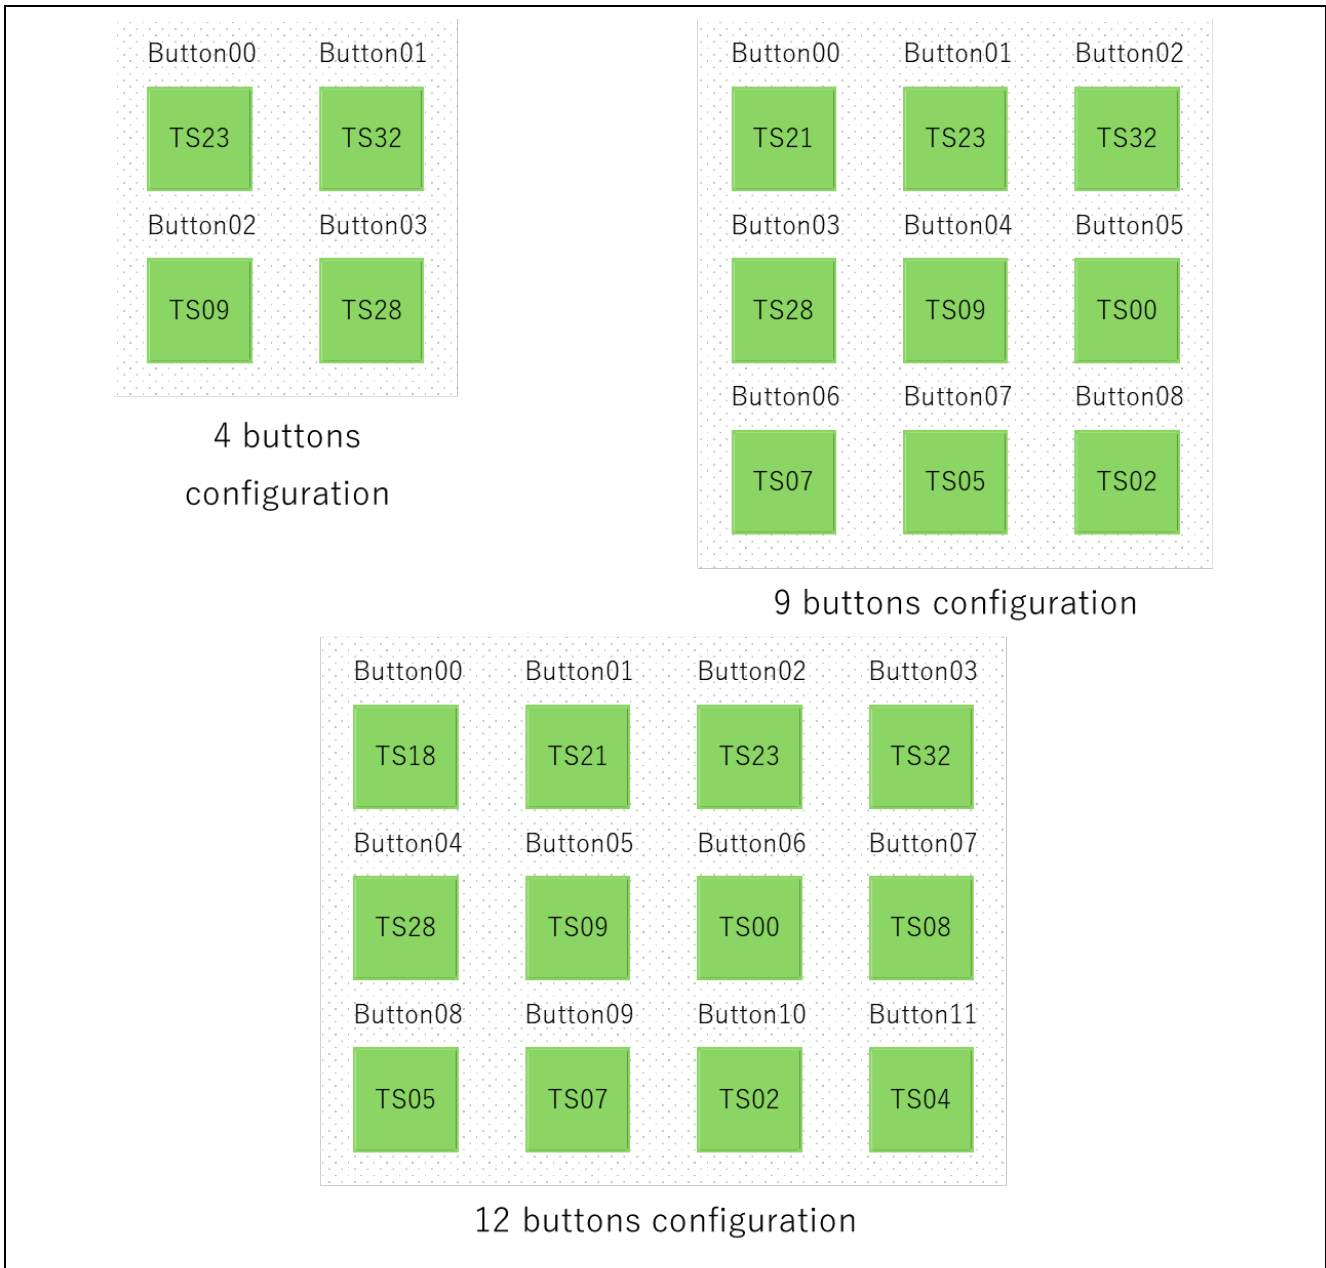 Button00 Button01
TS23 TS32
Button02 Button03
TS09 TS28
4 buttons
configuration
Button00 Button01 Button02
TS21 TS23 TS32
Button03 Button04 Button05
TS28 TS09 TS00
Button06 Button07 Button08
TS07 TS05 TS02
9 buttons configuration
Button00 Button01 Button02 Button03
TS18 TS21 TS23 TS32
Button04 Button05 Button06 Button07
TS28 TS09 TS00 TS08
Button08 Button09 Button10 Button11
TS05 TS07 TS02 TS04
12 buttons configuration